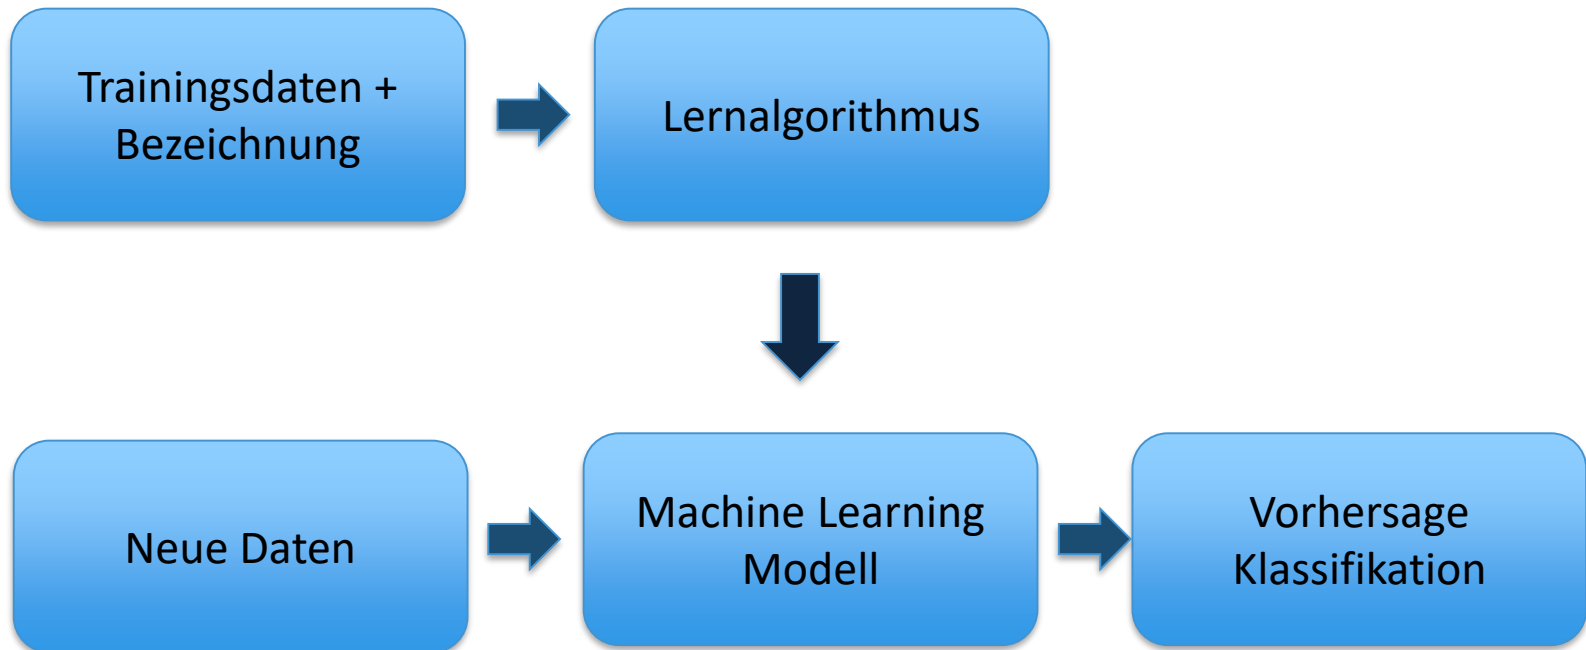 Trainingsdaten +
Bezeichnung
Lernalgorithmus
Neue Daten
Machine Learning
Modell
Vorhersage
Klassifikation